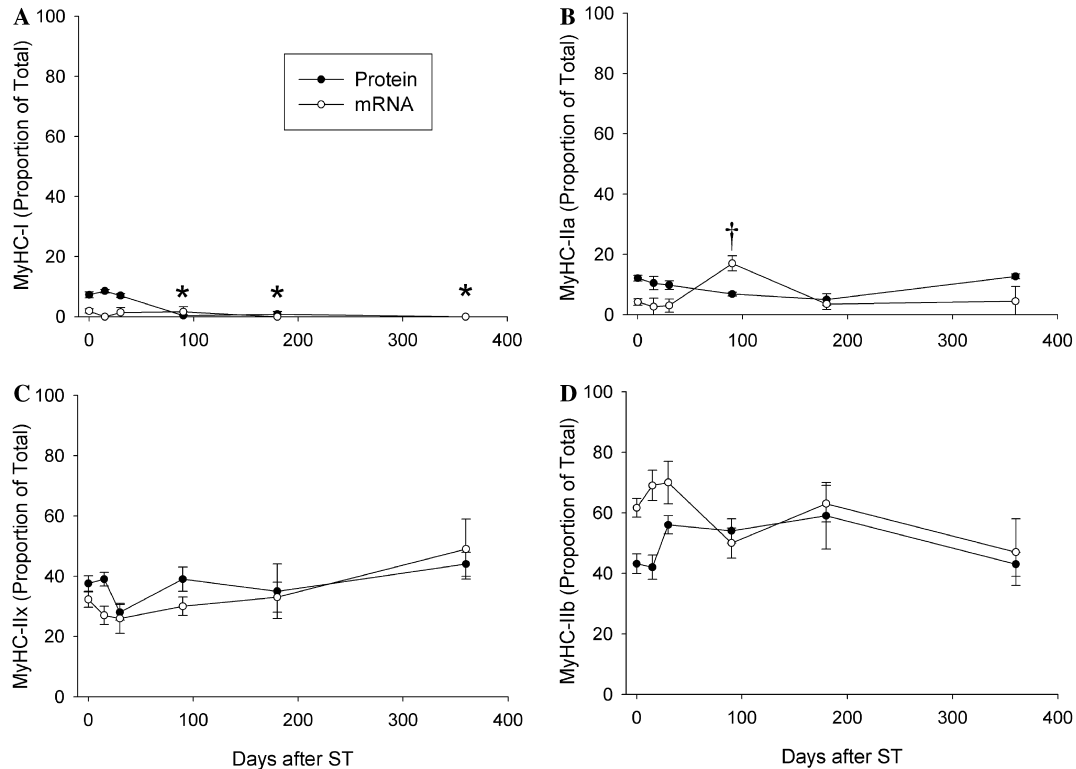 A
MyHC-I (Proportion of Total)
100
80
60
40
20
0
Protein
mRNA
* * *
0 100 200 300 400
B
MyHC-IIa (Proportion of Total)
100
80
60
40
20
0
†
0 100 200 300 400
C
MyHC-IIx (Proportion of Total)
100
80
60
40
20
0
0 100 200 300 400
Days after ST
D
MyHC-IIb (Proportion of Total)
100
80
60
40
20
0
0 100 200 300 400
Days after ST